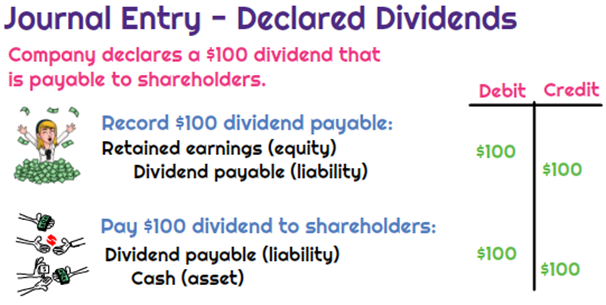 Journal Entry - Declared Dividends
Company declares a $100 dividend that
is payable to shareholders.
Debit Credit
Record $100 dividend payable:
Retained earnings (equity) $100
Dividend payable (liability) $100
Pay $100 dividend to shareholders:
Dividend payable (liability) $100
Cash (asset) $100